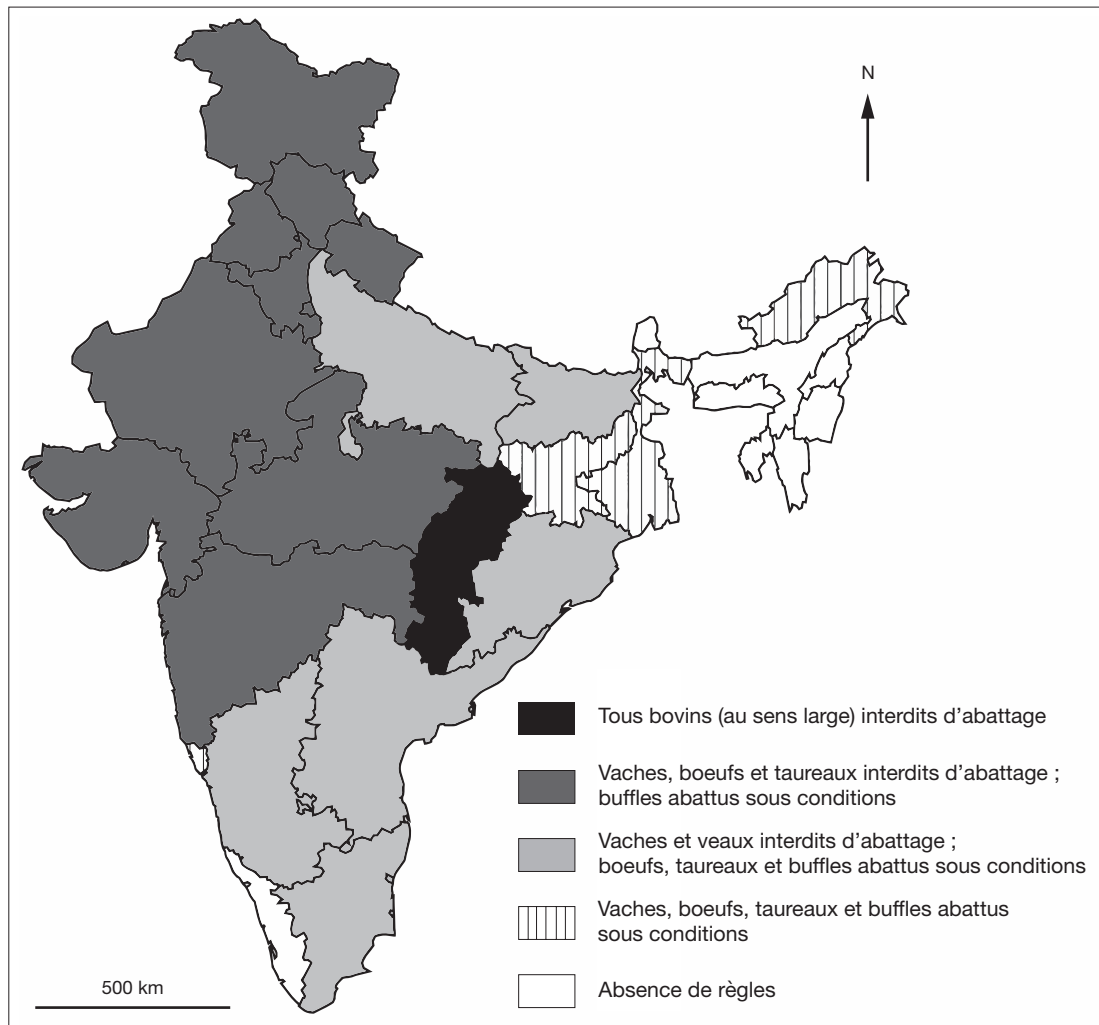 N
Tous bovins (au sens large) interdits d'abattage
Vaches, boeufs et taureaux interdits d'abattage ;
buffles abattus sous conditions
Vaches et veaux interdits d'abattage ;
boeufs, taureaux et buffles abattus sous conditions
Vaches, boeufs, taureaux et buffles abattus
sous conditions
Absence de règles
500 km